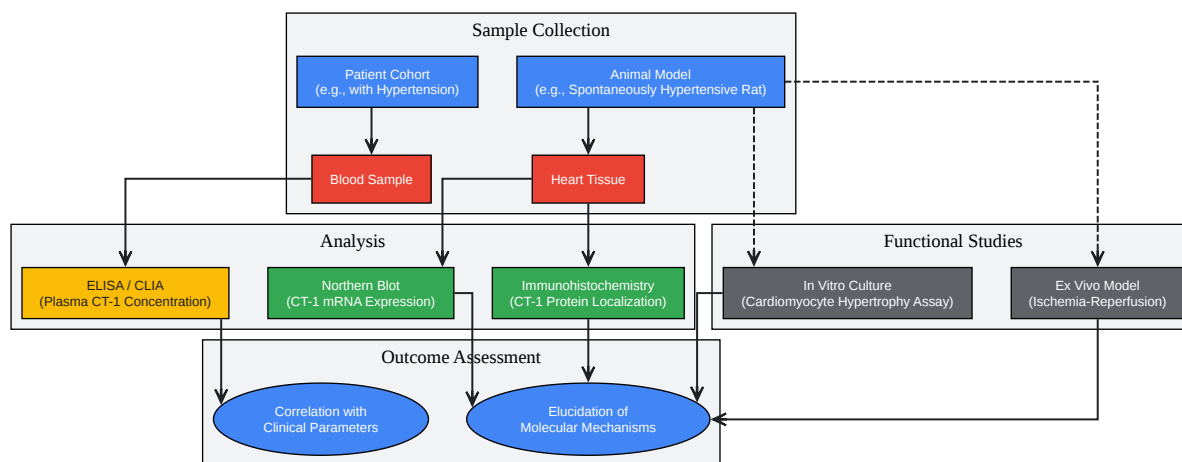 Sample Collection
Patient Cohort
(e.g., with Hypertension)
Animal Model
(e.g., Spontaneously Hypertensive Rat)
Blood Sample
Heart Tissue
Analysis
Functional Studies
ELISA / CLIA
(Plasma CT-1 Concentration)
Northern Blot
(CT-1 mRNA Expression)
Immunohistochemistry
(CT-1 Protein Localization)
In Vitro Culture
(Cardiomyocyte Hypertrophy Assay)
Ex Vivo Model
(Ischemia-Reperfusion)
Outcome Assessment
Correlation with
Clinical Parameters
Elucidation of
Molecular Mechanisms